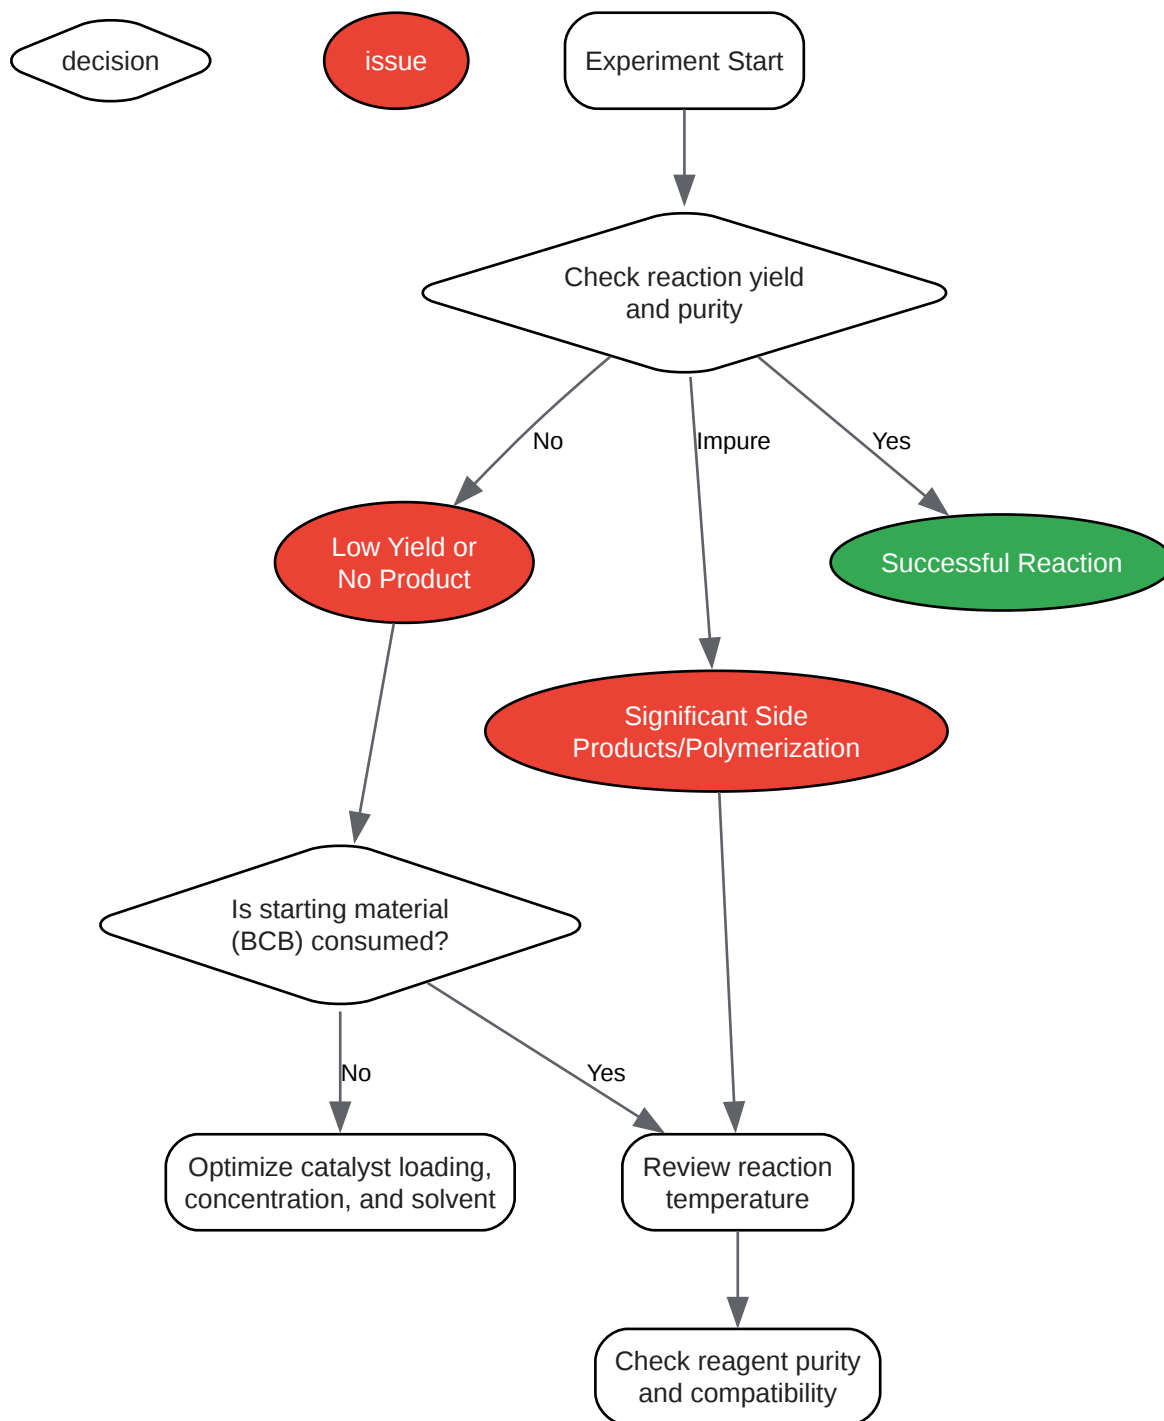 decision
issue
Experiment Start
Check reaction yield
and purity
No
Impure
Yes
Low Yield or
No Product
Successful Reaction
Significant Side
Products/Polymerization
Is starting material
(BCB) consumed?
No
Yes
Optimize catalyst loading,
concentration, and solvent
Review reaction
temperature
Check reagent purity
and compatibility